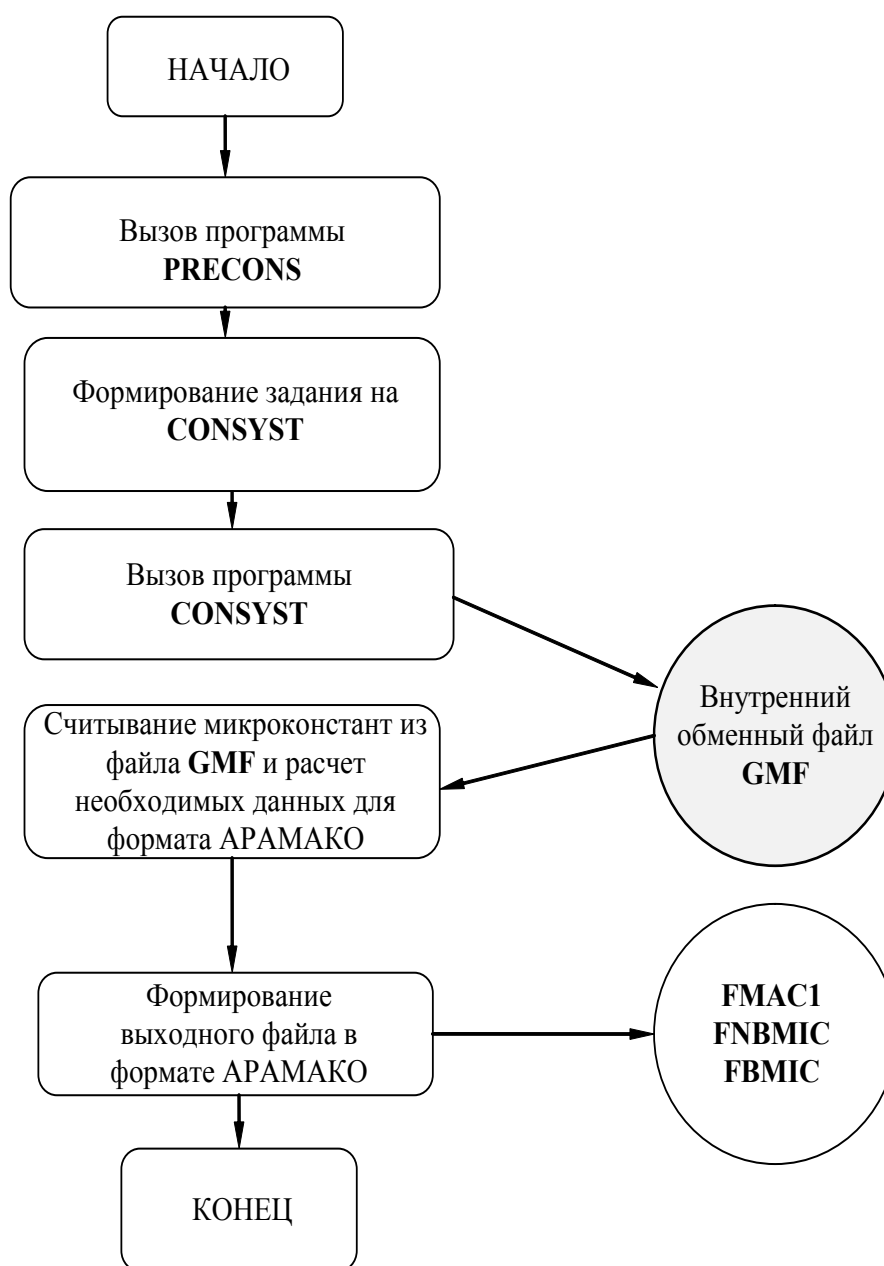 НАЧАЛО
Вызов программы
PRECONS
Формирование задания на
CONSYST
Вызов программы
CONSYST
Внутренний
обменный файл
GMF
Считывание микроконстант из
файла GMF и расчет
необходимых данных для
формата АРАМАКО
Формирование
выходного файла в
формате АРАМАКО
FMAC1
FNBMIC
FBMIC
КОНЕЦ